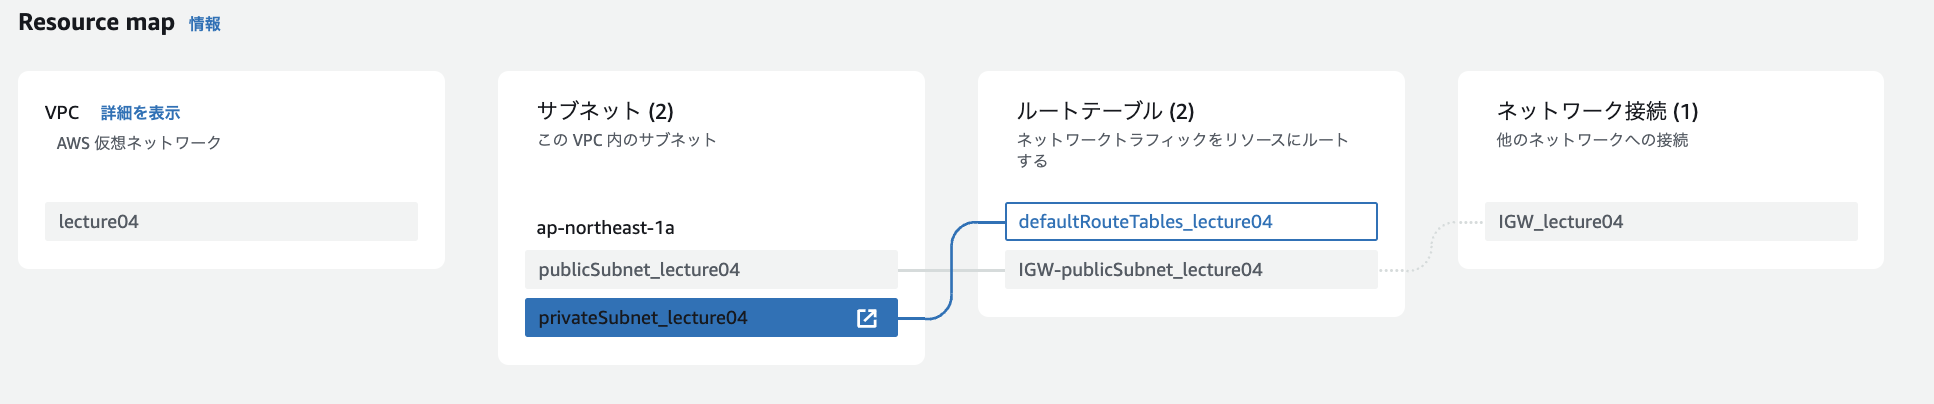 Resource map 情報
VPC 詳細を表示
AWS 仮想ネットワーク
lecture04
サブネット (2)
この VPC 内のサブネット
ap-northeast-1a
publicSubnet_lecture04
privateSubnet_lecture04
ルートテーブル (2)
ネットワークトラフィックをリソースにルート
する
defaultRouteTables_lecture04
IGW-publicSubnet_lecture04
ネットワーク接続 (1)
他のネットワークへの接続
IGW_lecture04